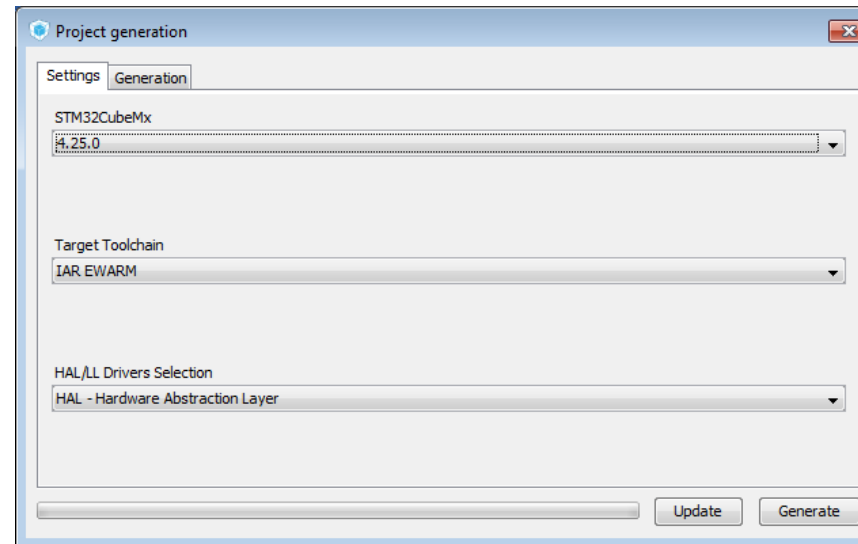 Project generation
Settings
Generation
STM32CubeMx
4.25.0
Target Toolchain
IAR EWARM
HAL/LL Drivers Selection
HAL - Hardware Abstraction Layer
Update
Generate